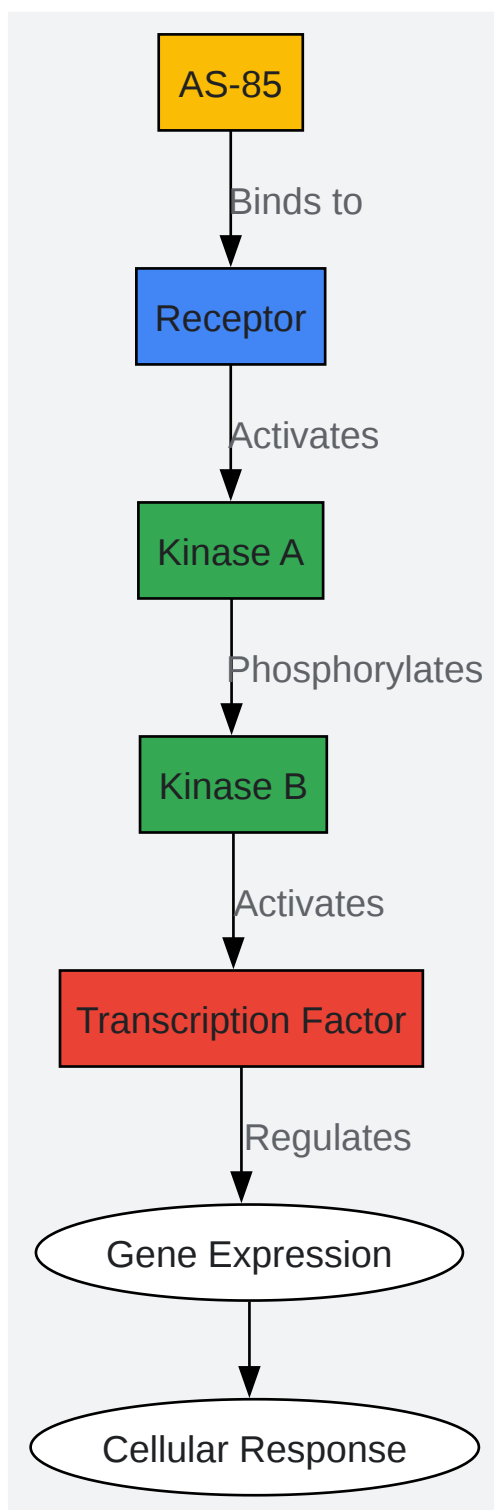 AS-85
Binds to
Receptor
Activates
Kinase A
Phosphorylates
Kinase B
Activates
Transcription Factor
Regulates
Gene Expression
Cellular Response